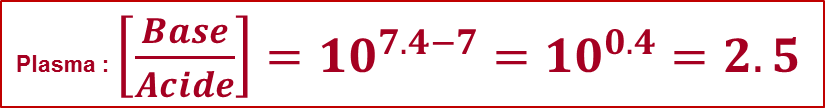 Plasma : [Base/Acide] = 10^{7.4−7} = 10^{0.4} = 2.5